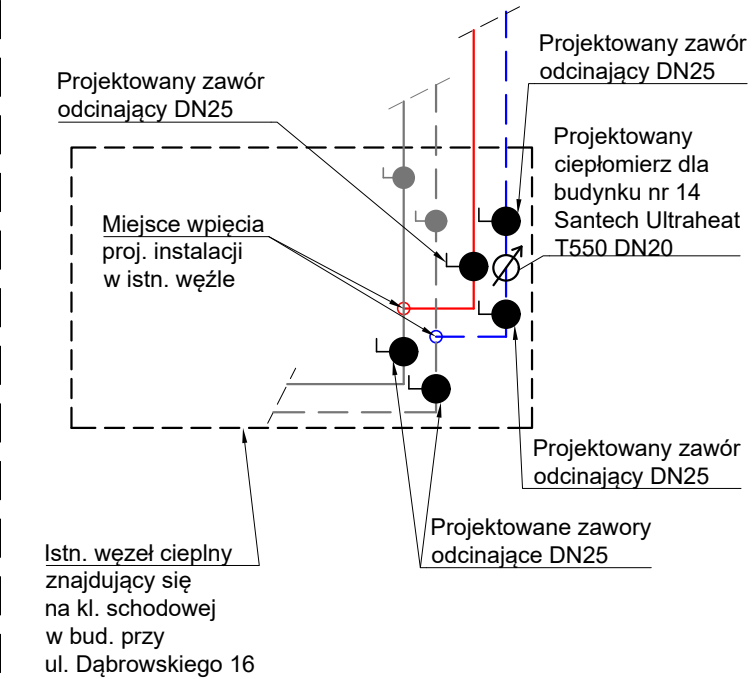 Projektowany zawór
odcinający DN25
Projektowany zawór
odcinający DN25
Projektowany
ciepłomierz dla
budynku nr 14
Santech Ultraheat
T550 DN20
Miejsce wpięcia
proj. instalacji
w istn. węźle
Projektowany zawór
odcinający DN25
Projektowane zawory
odcinające DN25
Istn. węzeł cieplny
znajdujący się
na kl. schodowej
w bud. przy
ul. Dąbrowskiego 16